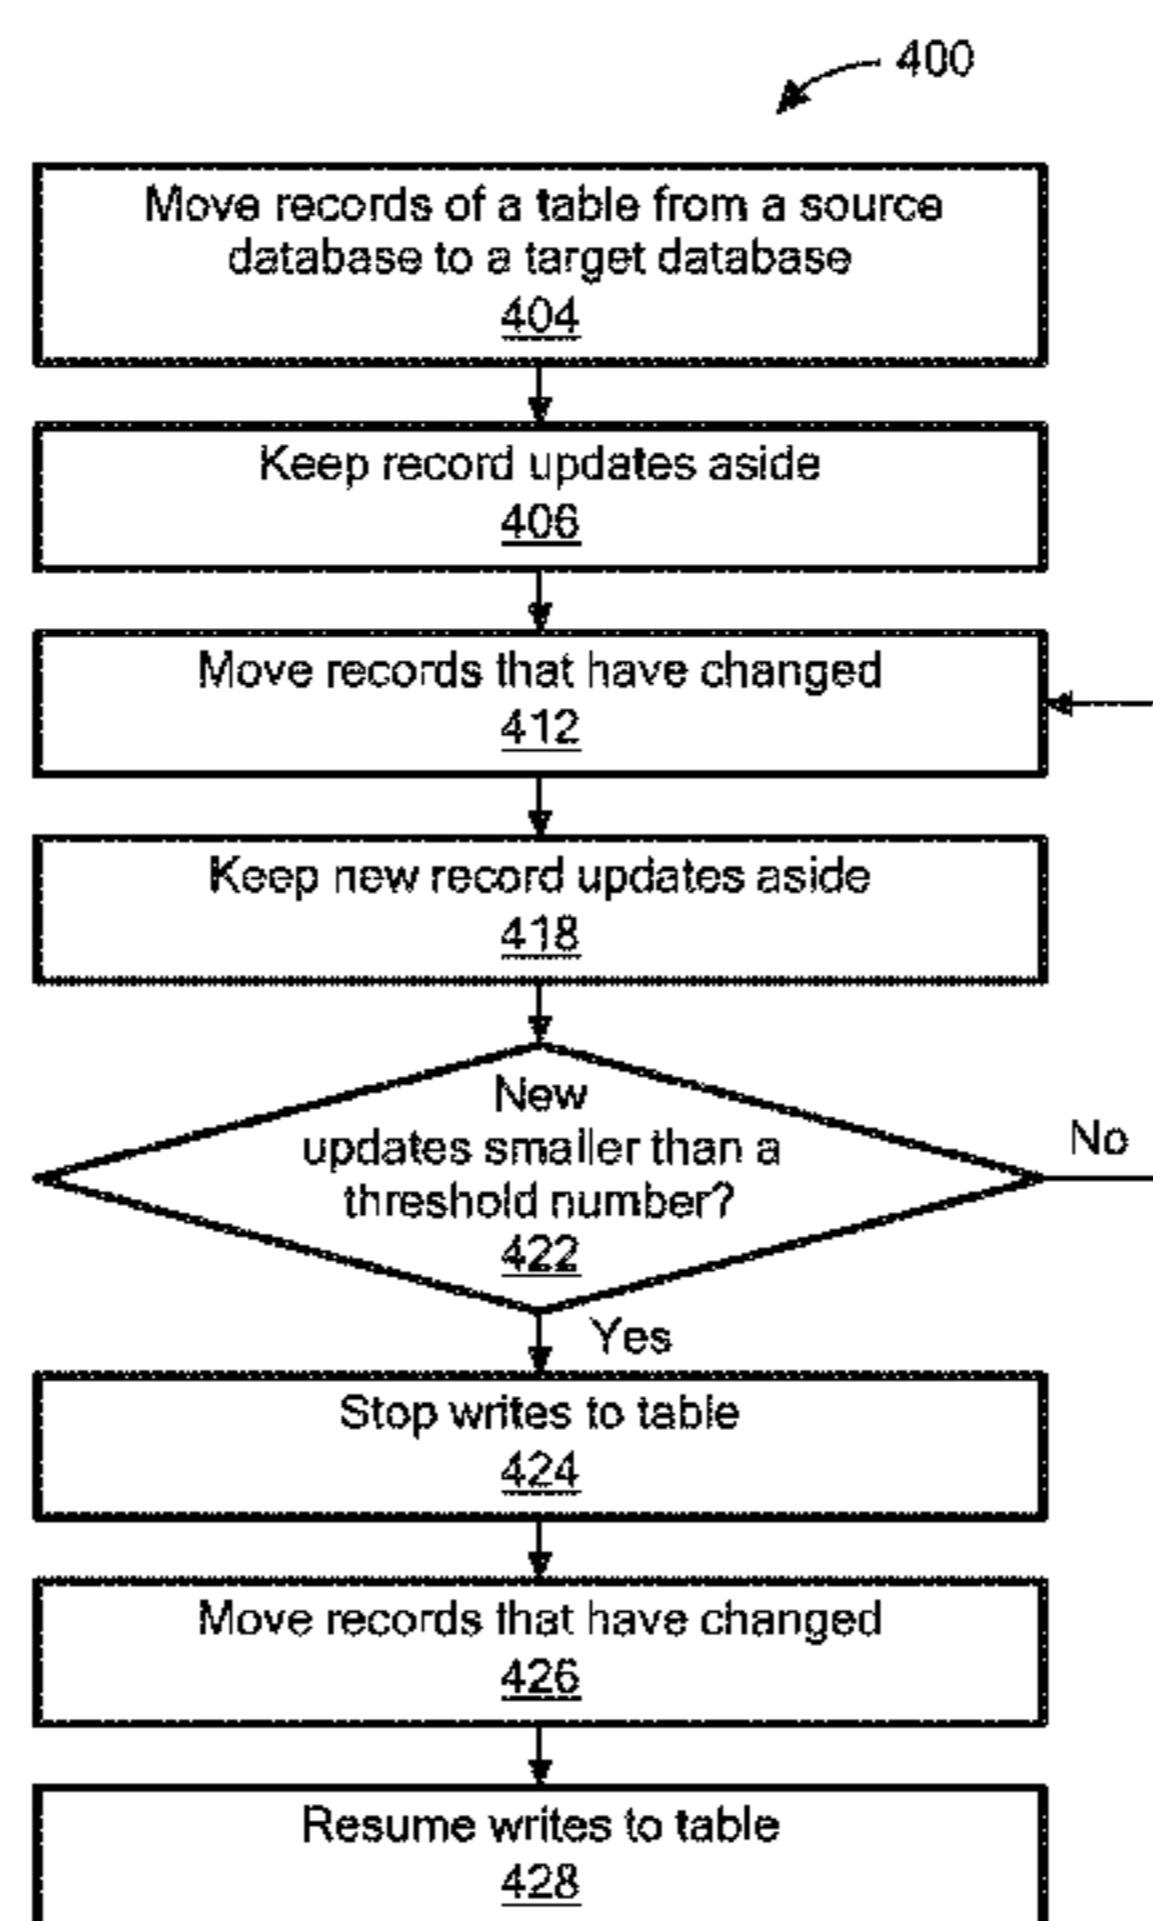 400
Move records of a table from a source
database to a target database
404
Keep record updates aside
406
Move records that have changed
412
Keep new record updates aside
418
New
updates smaller than a
threshold number?
422
No
Yes
Stop writes to table
424
Move records that have changed
426
Resume writes to table
428